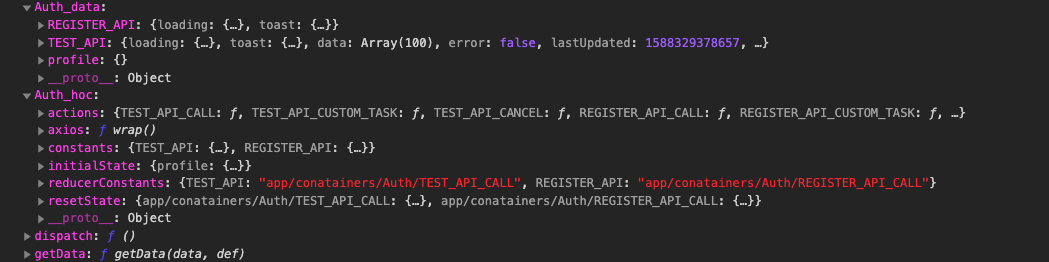 ▼ Auth_data:
▶ REGISTER_API: {loading: {…}, toast: {…}}
▶ TEST_API: {loading: {…}, toast: {…}, data: Array(100), error: false, lastUpdated: 1588329378657, …}
▶ profile: {}
▶ __proto__: Object
▼ Auth_hoc:
▶ actions: {TEST_API_CALL: ƒ, TEST_API_CUSTOM_TASK: ƒ, TEST_API_CANCEL: ƒ, REGISTER_API_CALL: ƒ, REGISTER_API_CUSTOM_TASK: ƒ, …}
▶ axios: ƒ wrap()
▶ constants: {TEST_API: {…}, REGISTER_API: {…}}
▶ initialState: {profile: {…}}
▶ reducerConstants: {TEST_API: "app/conatainers/Auth/TEST_API_CALL", REGISTER_API: "app/conatainers/Auth/REGISTER_API_CALL"}
▶ resetState: {app/conatainers/Auth/TEST_API_CALL: {…}, app/conatainers/Auth/REGISTER_API_CALL: {…}}
▶ __proto__: Object
▶ dispatch: ƒ ()
▶ getData: ƒ getData(data, def)